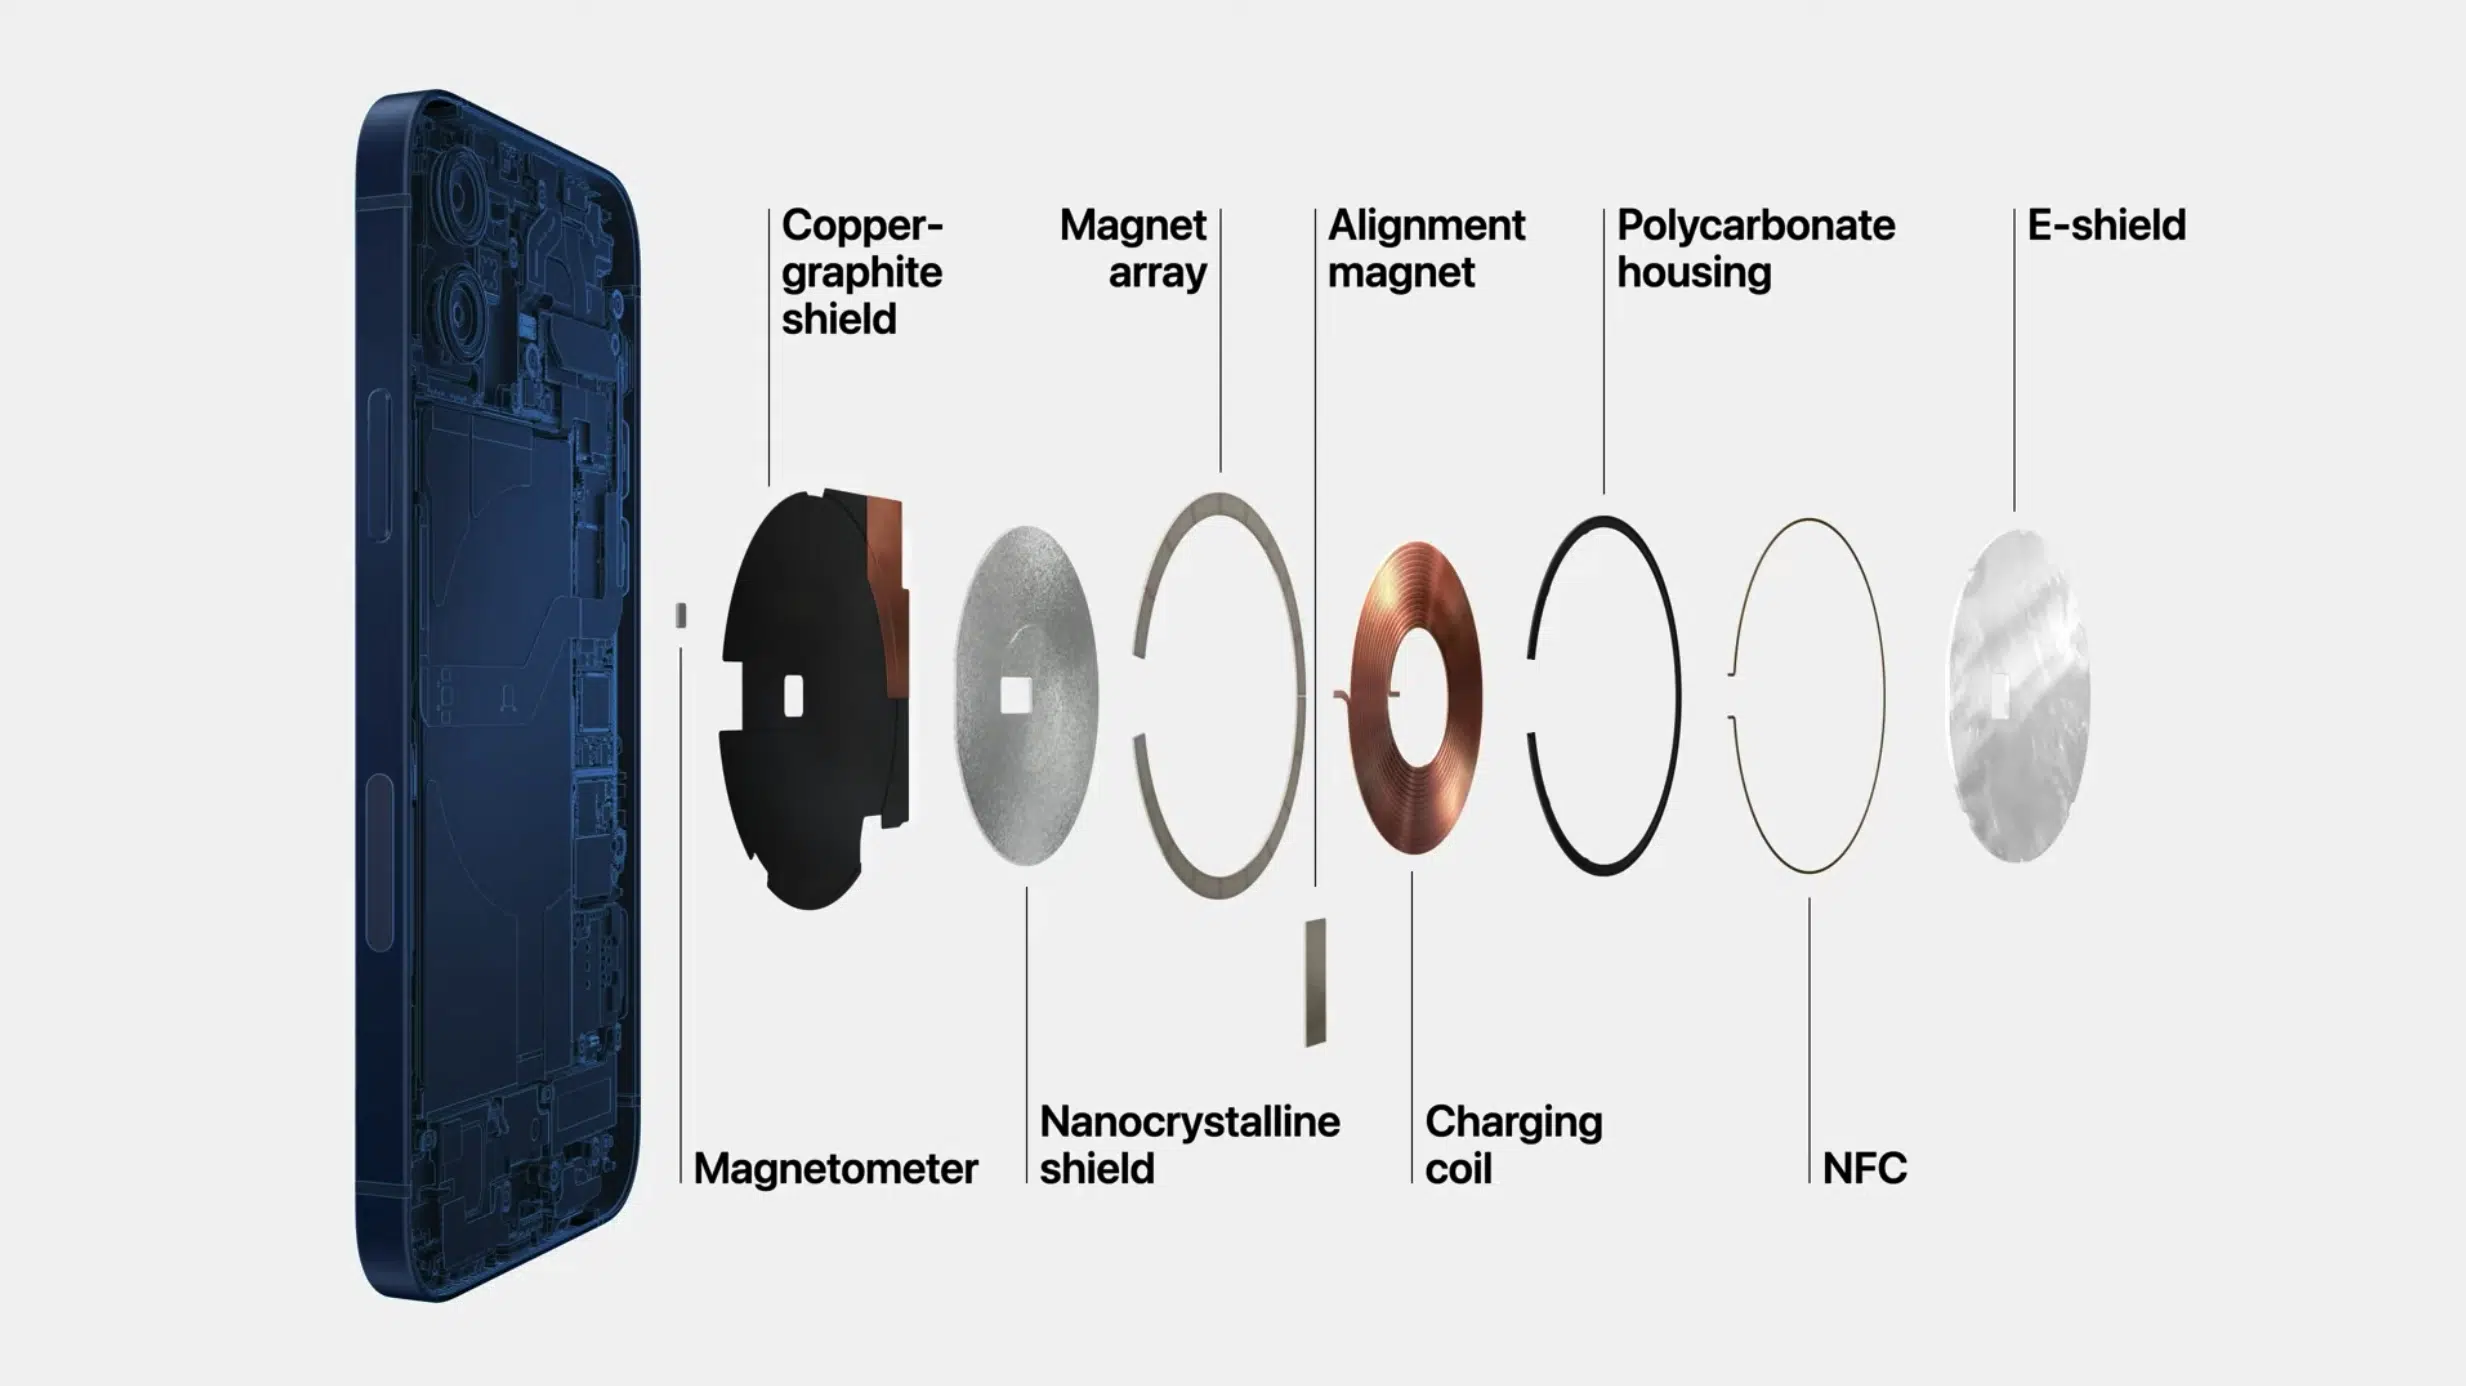 Copper-
graphite
shield
Magnet
array
Alignment
magnet
Polycarbonate
housing
E-shield
Magnetometer
Nanocrystalline
shield
Charging
coil
NFC